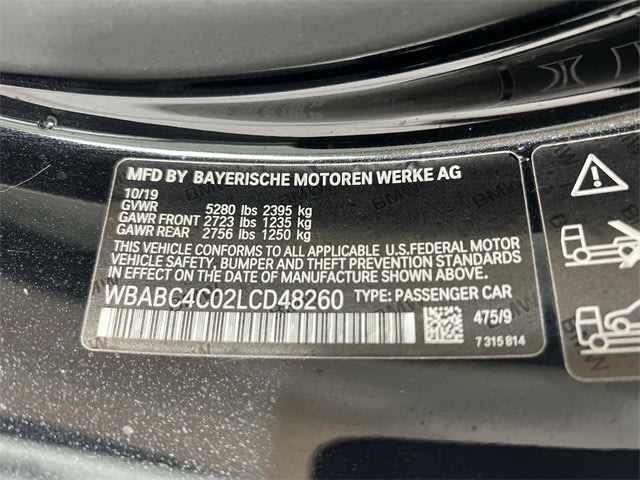 MFD BY BAYERISCHE MOTOREN WERKE AG
10/19
GVWR 5280 lbs 2395 kg
GAWR FRONT 2723 lbs 1235 kg
GAWR REAR 2756 lbs 1250 kg
THIS VEHICLE CONFORMS TO ALL APPLICABLE U.S.FEDERAL MOTOR
VEHICLE SAFETY, BUMPER AND THEFT PREVENTION STANDARDS
IN EFFECT ON THE DATE OF MANUFACTURE SHOWN ABOVE.
WBABC4C02LCD48260 TYPE: PASSENGER CAR
475/9
7 315 814